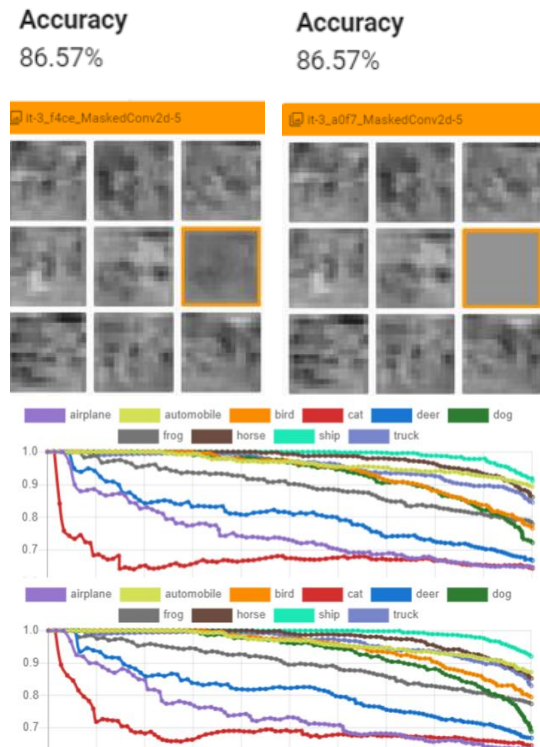 Accuracy
86.57%
Accuracy
86.57%
it-3_f4ce_MaskedConv2d-5
it-3_a0f7_MaskedConv2d-5
airplane automobile bird cat deer dog
frog horse ship truck
1.0
0.9
0.8
0.7
airplane automobile bird cat deer dog
frog horse ship truck
1.0
0.9
0.8
0.7